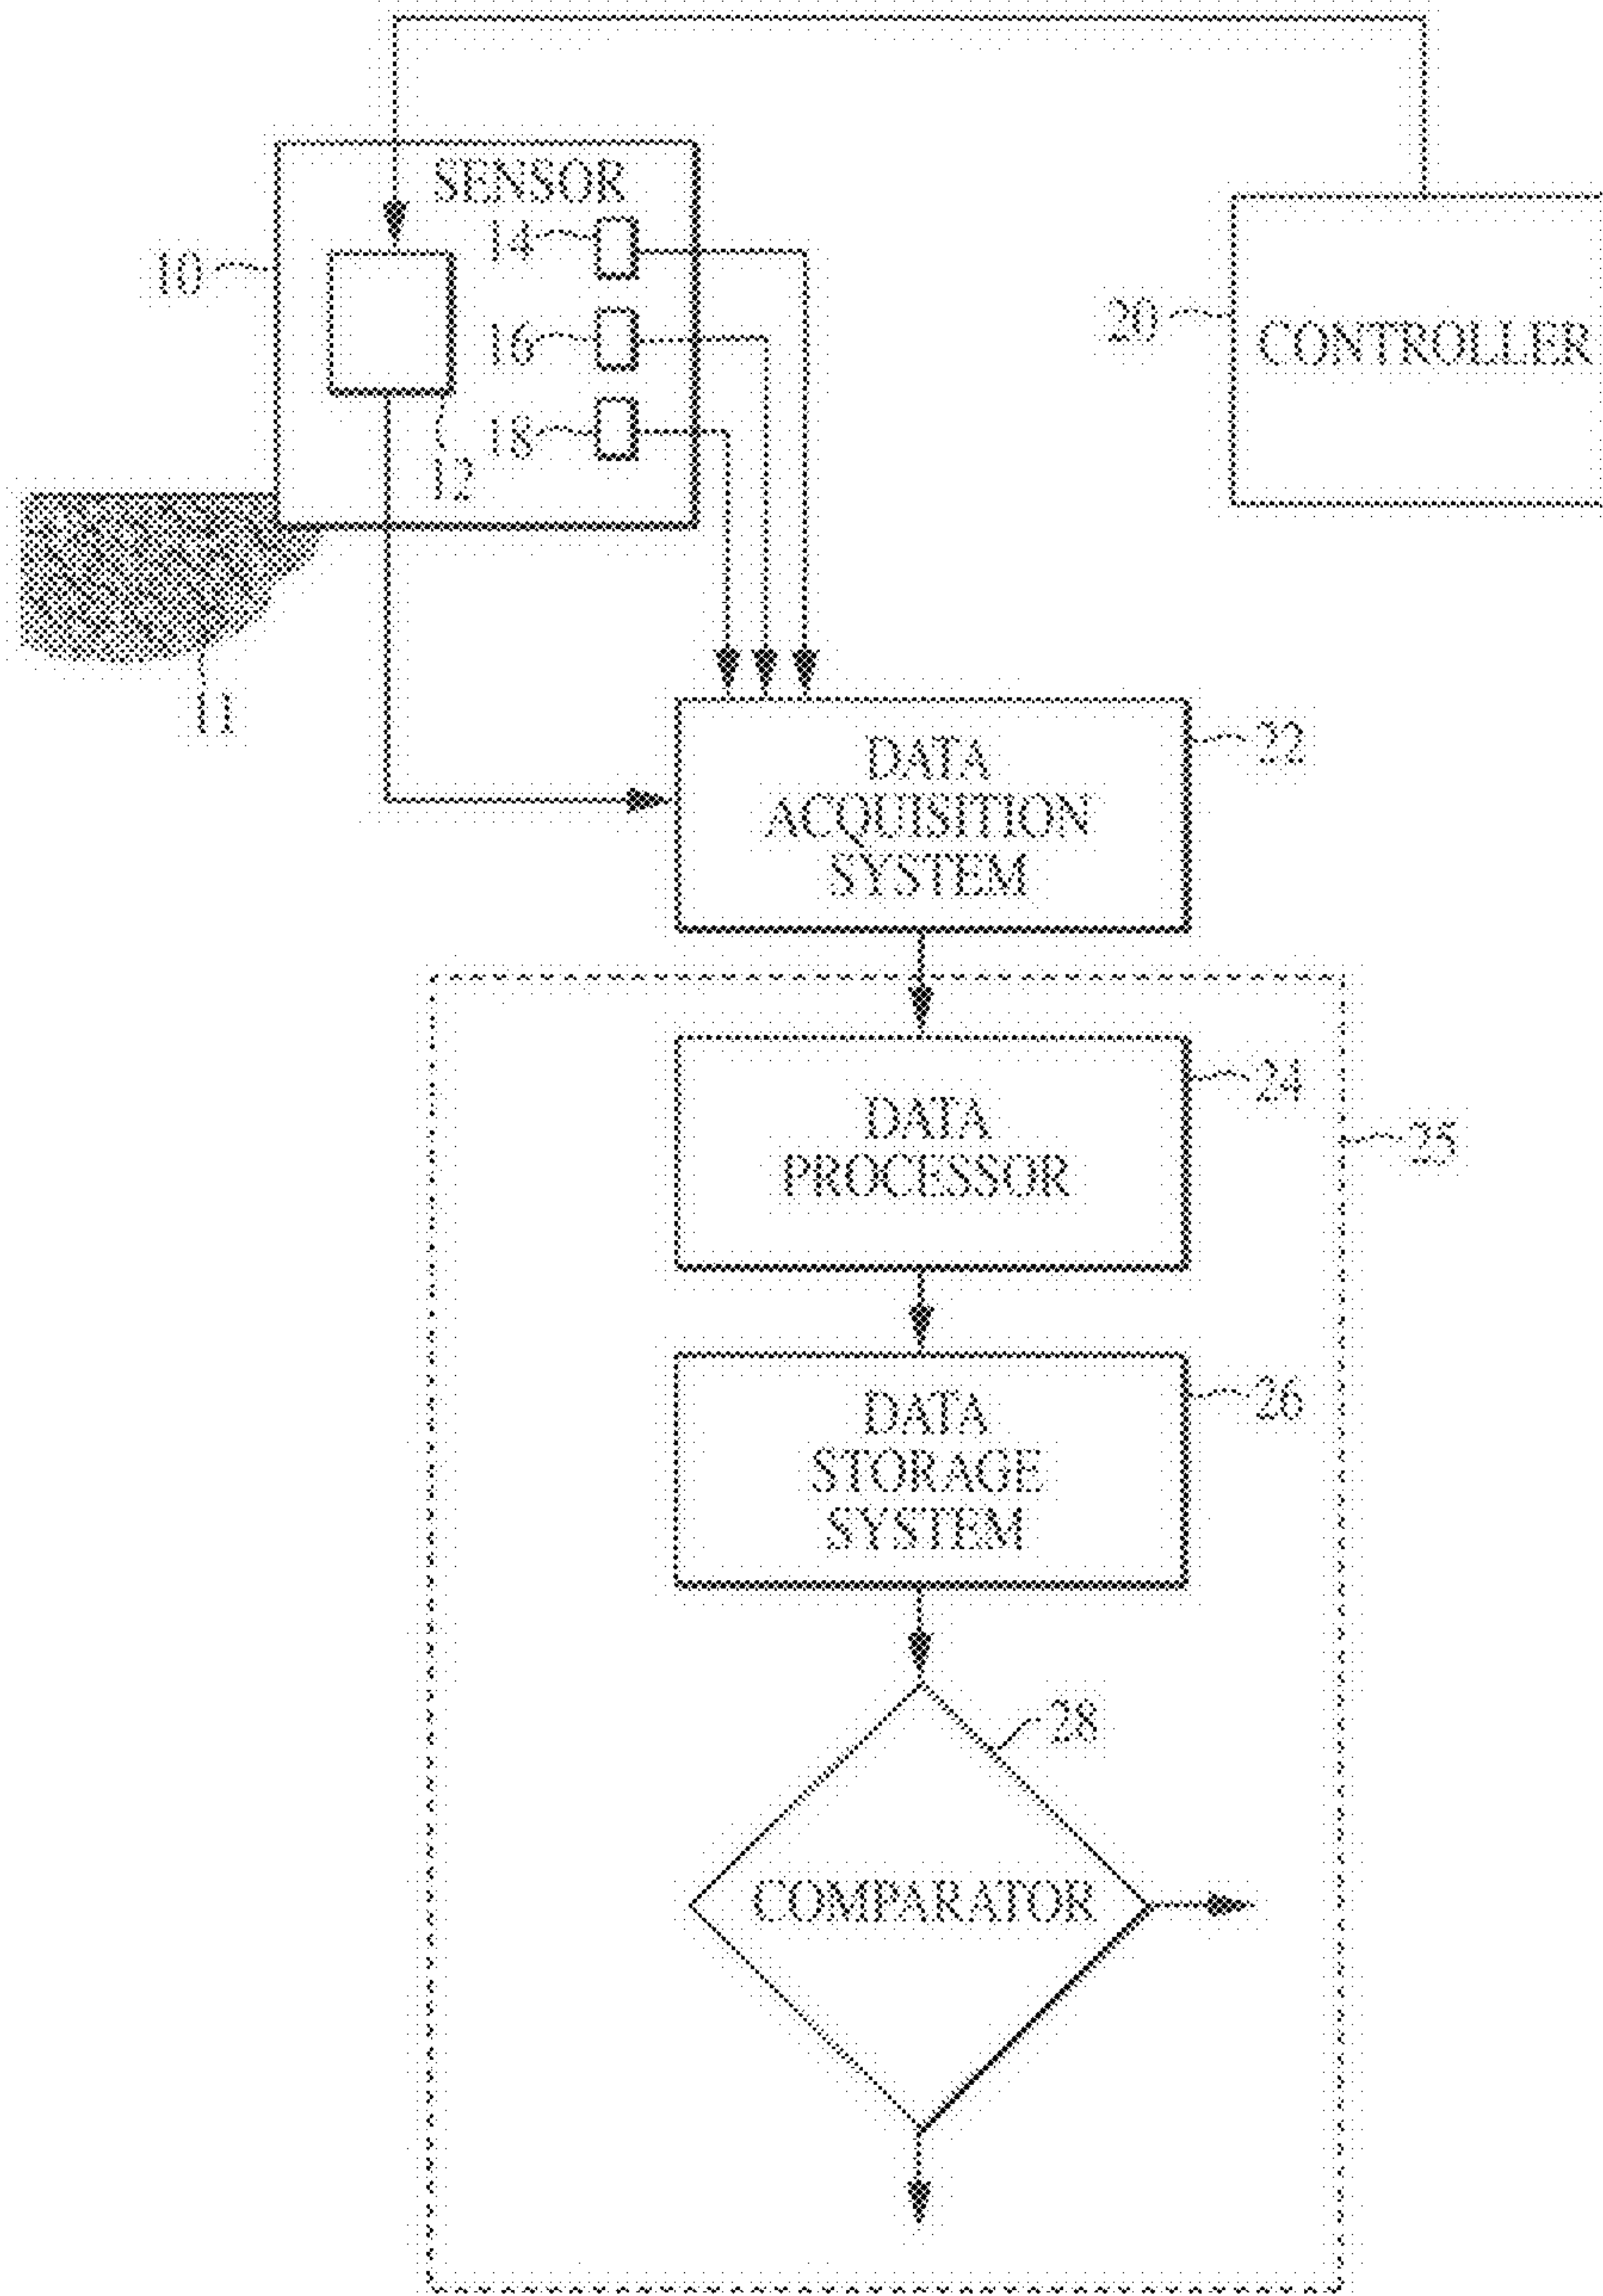 SENSOR
14
10
16
20
CONTROLLER
18
12
11
22
DATA
ACQUISITION
SYSTEM
24
DATA
PROCESSOR
25
26
DATA
STORAGE
SYSTEM
28
COMPARATOR